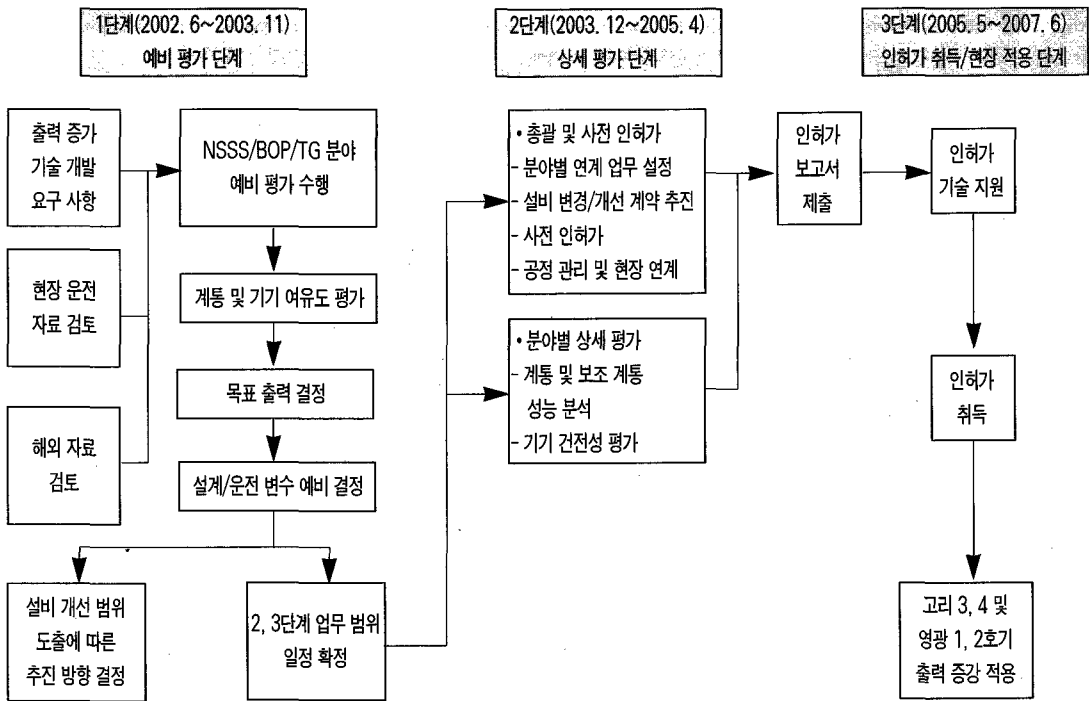 1단계(2002. 6~2003. 11)
예비 평가 단계
2단계(2003. 12~2005. 4)
상세 평가 단계
3단계(2005. 5~2007. 6)
인허가 취득/현장 적용 단계
출력 증가
기술 개발
요구 사항
현장 운전
자료 검토
해외 자료
검토
NSSS/BOP/TG 분야
예비 평가 수행
계통 및 기기 여유도 평가
목표 출력 결정
설계/운전 변수 예비 결정
설비 개선 범위
도출에 따른
추진 방향 결정
2, 3단계 업무 범위
일정 확정
• 총괄 및 사전 인허가
- 분야별 연계 업무 설정
- 설비 변경/개선 계약 추진
- 사전 인허가
- 공정 관리 및 현장 연계
• 분야별 상세 평가
- 계통 및 보조 계통
성능 분석
- 기기 건전성 평가
인허가
보고서
제출
인허가
기술 지원
인허가
취득
고리 3, 4 및
영광 1, 2호기
출력 증강 적용